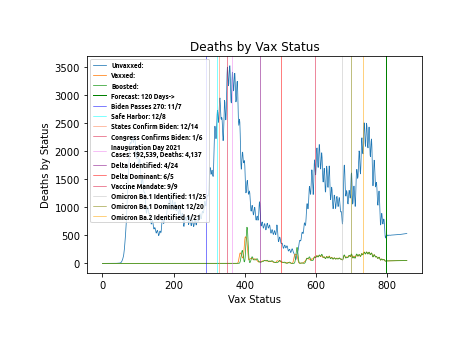 Deaths by Vax Status
Deaths by Vax Status
3500
3000
2500
2000
1500
1000
500
0
Unvaxxed:
Vaxxed:
Boosted:
Forecast: 120 Days->
Biden Passes 270: 11/7
Safe Harbor: 12/8
States Confirm Biden: 12/14
Congress Confirms Biden: 1/6
Inauguration Day 2021
Cases: 192,539, Deaths: 4,137
Delta Identified: 4/24
Delta Dominant: 6/5
Vaccine Mandate: 9/9
Omicron Ba.1 Identified: 11/25
Omicron Ba.1 Dominant 12/20
Omicron Ba.2 Identified 1/21
0 200 400 600 800
Vax Status